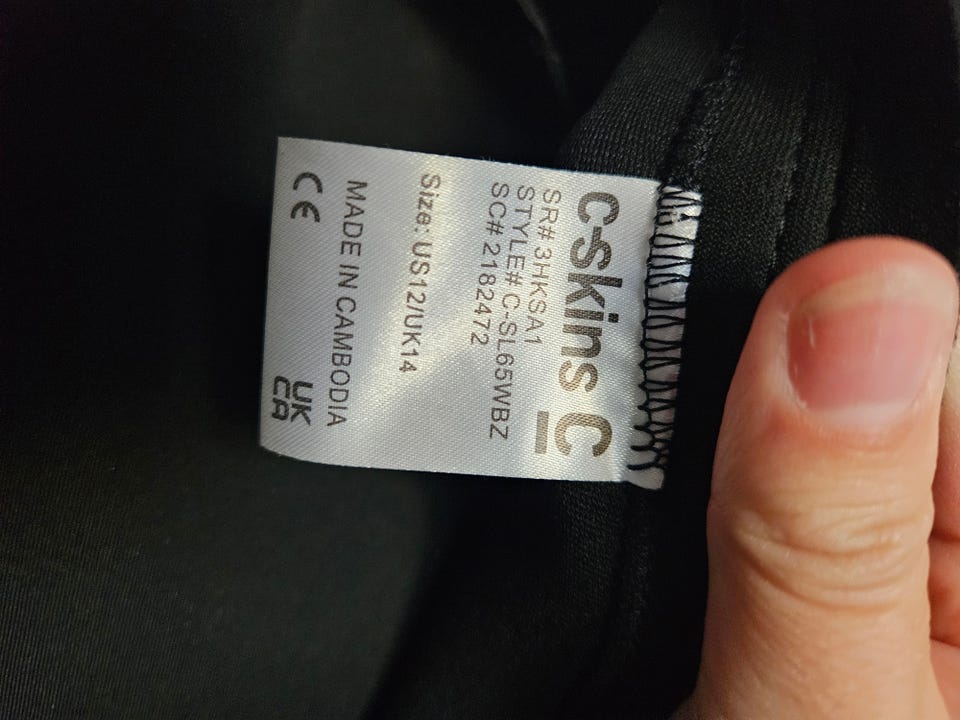 c-skins C
SR# 3HKSA1
STYLE# C-SL65WBZ
SC# 2182472
Size: US12/UK14
MADE IN CAMBODIA
CE
UK
CA